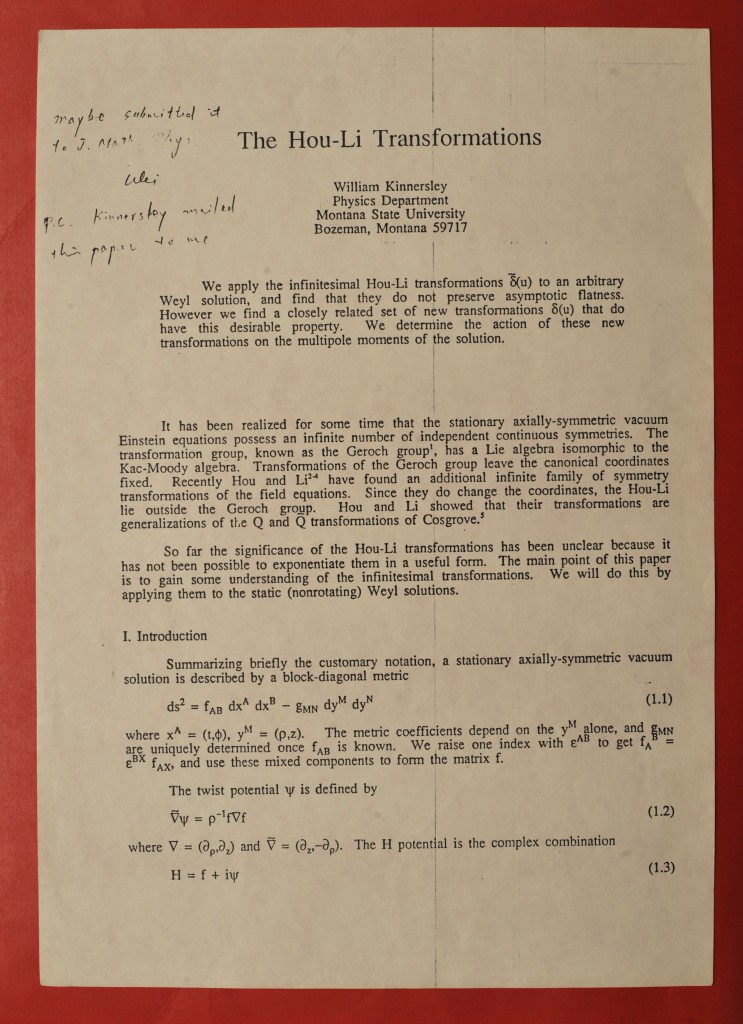 maybe submitted it
to J. Math. Phys.
Wei
p.c. Kinnersley mailed
this paper to me
The Hou-Li Transformations
William Kinnersley
Physics Department
Montana State University
Bozeman, Montana 59717
We apply the infinitesimal Hou-Li transformations δ̃(u) to an arbitrary
Weyl solution, and find that they do not preserve asymptotic flatness.
However we find a closely related set of new transformations δ(u) that do
have this desirable property. We determine the action of these new
transformations on the multipole moments of the solution.
It has been realized for some time that the stationary axially-symmetric vacuum
Einstein equations possess an infinite number of independent continuous symmetries. The
transformation group, known as the Geroch group¹, has a Lie algebra isomorphic to the
Kac-Moody algebra. Transformations of the Geroch group leave the canonical coordinates
fixed. Recently Hou and Li²⁻⁴ have found an additional infinite family of symmetry
transformations of the field equations. Since they do change the coordinates, the Hou-Li
lie outside the Geroch group. Hou and Li showed that their transformations are
generalizations of the Q and Q̃ transformations of Cosgrove.⁵
So far the significance of the Hou-Li transformations has been unclear because it
has not been possible to exponentiate them in a useful form. The main point of this paper
is to gain some understanding of the infinitesimal transformations. We will do this by
applying them to the static (nonrotating) Weyl solutions.
I. Introduction
Summarizing briefly the customary notation, a stationary axially-symmetric vacuum
solution is described by a block-diagonal metric
ds² = f_AB dx^A dx^B − g_MN dy^M dy^N (1.1)
where x^A = (t,ϕ), y^M = (ρ,z). The metric coefficients depend on the y^M alone, and g_MN
are uniquely determined once f_AB is known. We raise one index with ε^AB to get f_A^B =
ε^BX f_AX, and use these mixed components to form the matrix f.
The twist potential ψ is defined by
∇̃ψ = ρ⁻¹f∇f (1.2)
where ∇ = (∂_ρ,∂_z) and ∇̃ = (∂_z,−∂_ρ). The H potential is the complex combination
H = f + iψ (1.3)